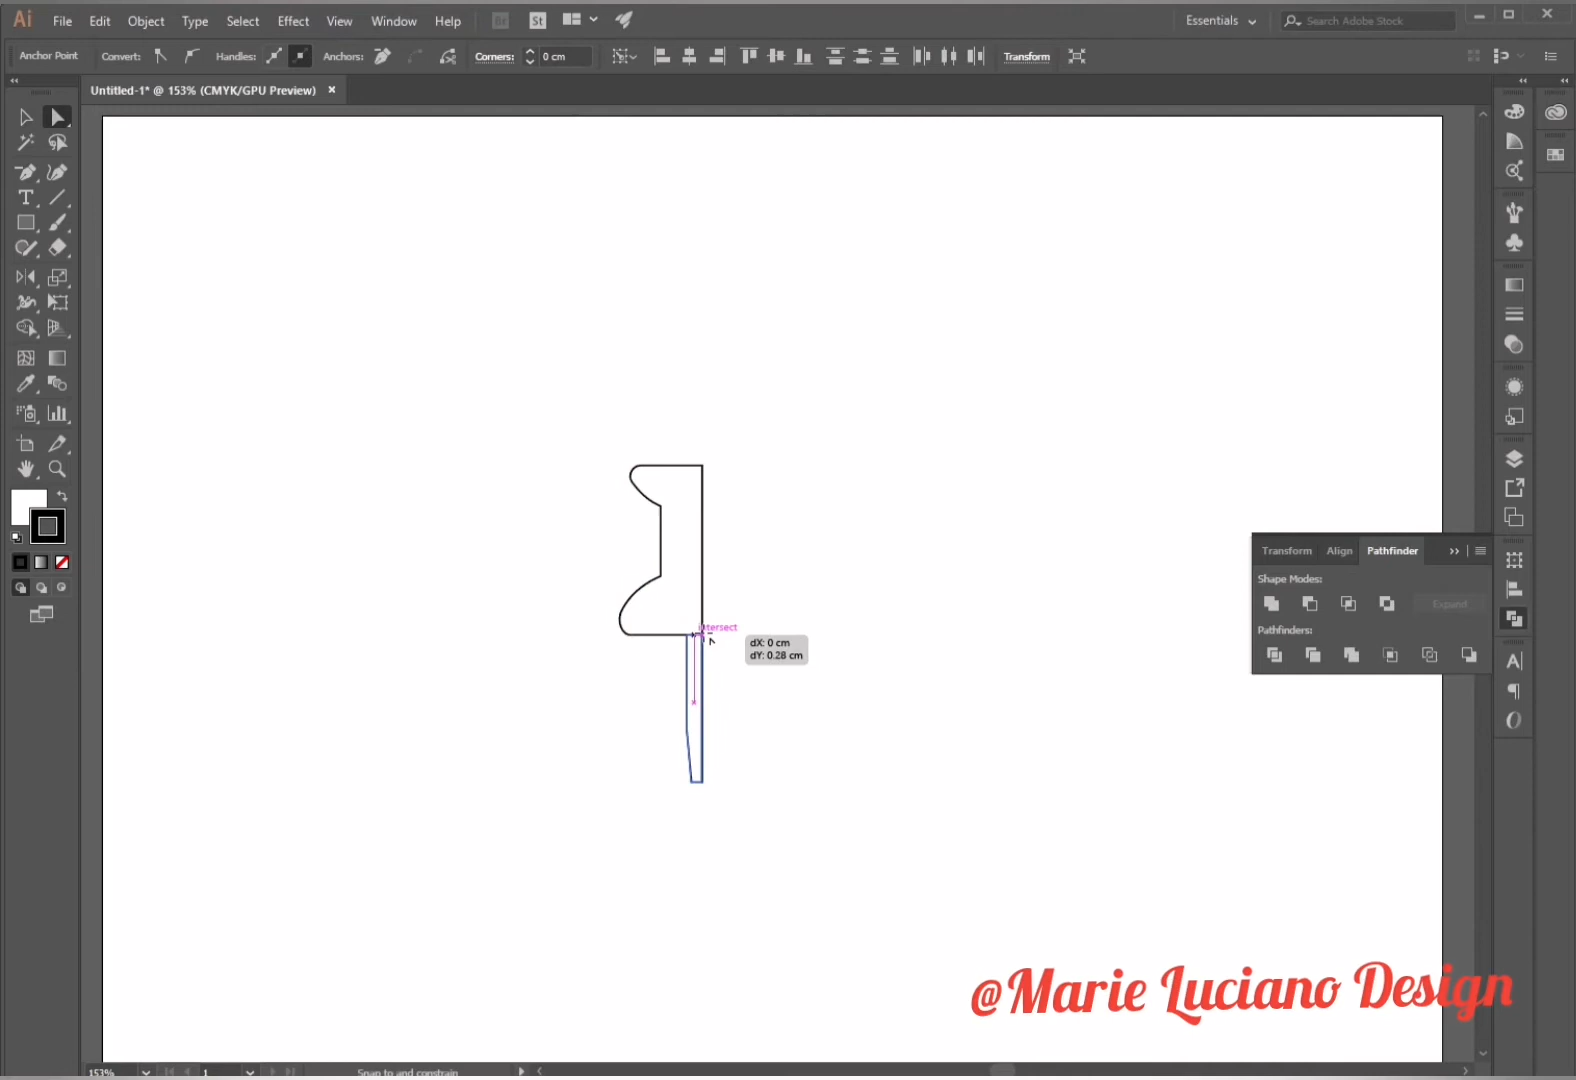 Ai File Edit Object Type Select Effect View Window Help Br St Essentials Search Adobe Stock
Anchor Point Convert: Handles: Anchors: Corners: 0 cm Transform
Untitled-1* @ 153% (CMYK/GPU Preview)
Transform Align Pathfinder
Shape Modes:
Expand
Pathfinders:
intersect
dX: 0 cm
dY: 0.28 cm
@Marie Luciano Design
153% 1 Snap to and constrain